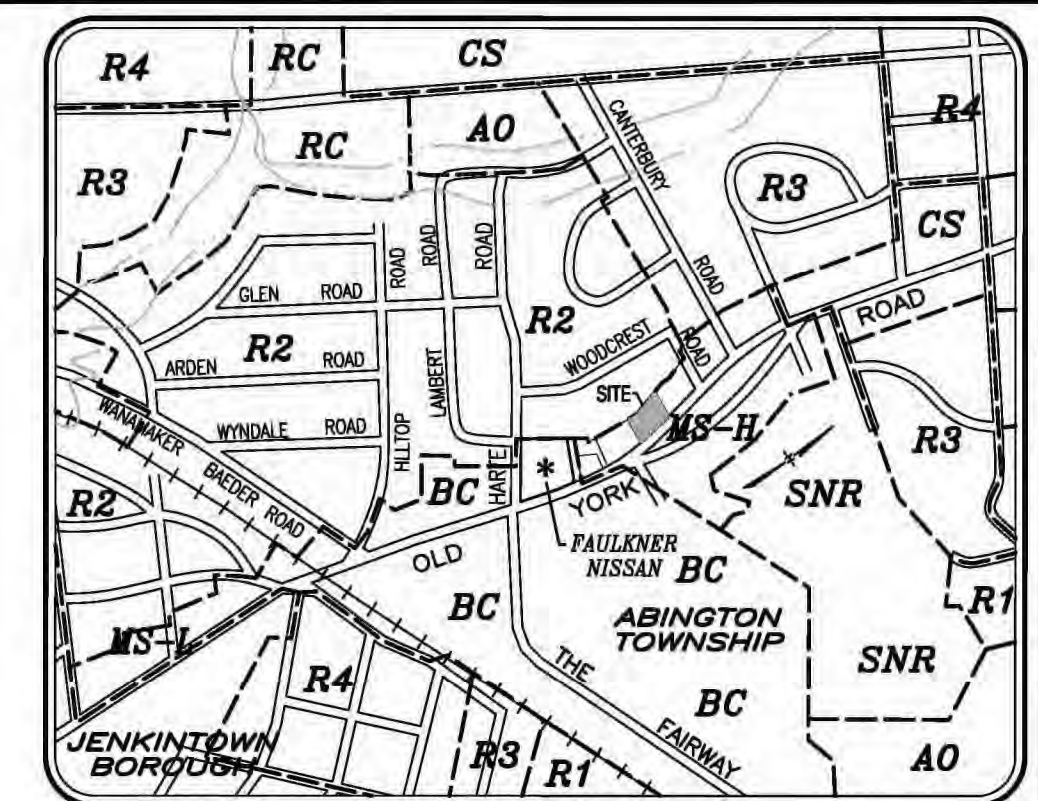 R4
RC
CS
RC
AO
R4
R3
CANTERBURY
ROAD
R3
CS
ROAD
ROAD
ROAD
GLEN ROAD
R2
ROAD
R2
WOODCREST
ROAD
ARDEN ROAD
LAMBERT
SITE
WANAMAKER
WYNDALE ROAD
HLLTOP
MS-H
R3
BAEDER ROAD
BC
HARTE
*
YORK
SNR
R2
OLD
FAULKNER
NISSAN
BC
BC
R1
ABINGTON
TOWNSHIP
MS-L
THE
SNR
R4
BC
FAIRWAY
JENKINTOWN
BOROUGH
R3
R1
AO